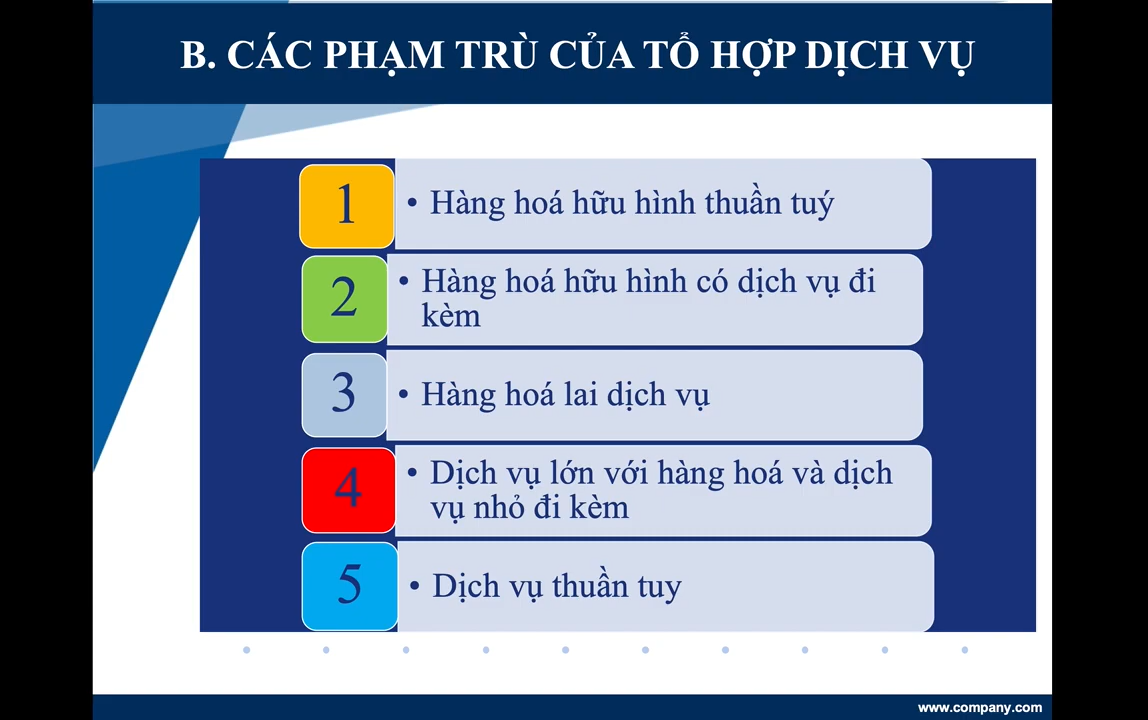 B. CÁC PHẠM TRÙ CỦA TỔ HỢP DỊCH VỤ
1
• Hàng hoá hữu hình thuần tuý
2
• Hàng hoá hữu hình có dịch vụ đi
kèm
3
• Hàng hoá lai dịch vụ
4
• Dịch vụ lớn với hàng hoá và dịch
vụ nhỏ đi kèm
5
• Dịch vụ thuần tuy
www.company.com